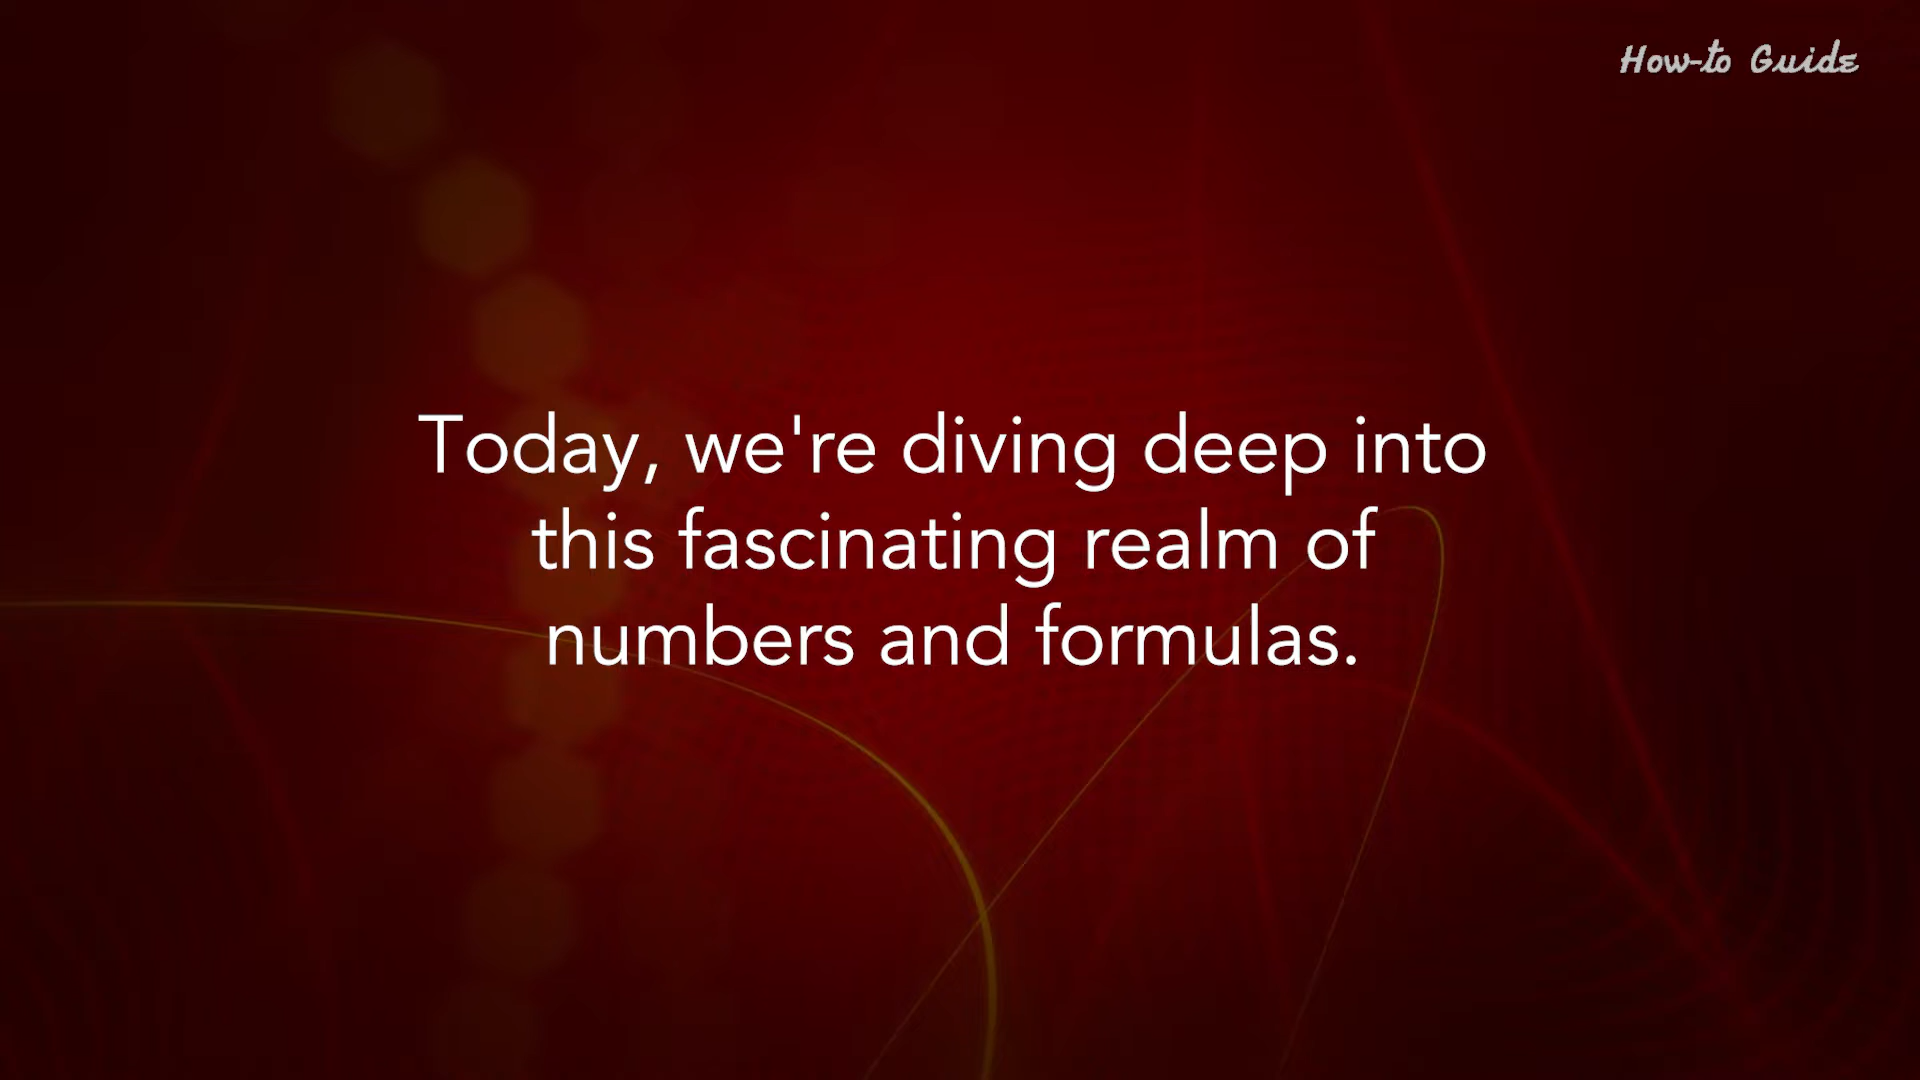 How-to Guide
Today, we're diving deep into
this fascinating realm of
numbers and formulas.